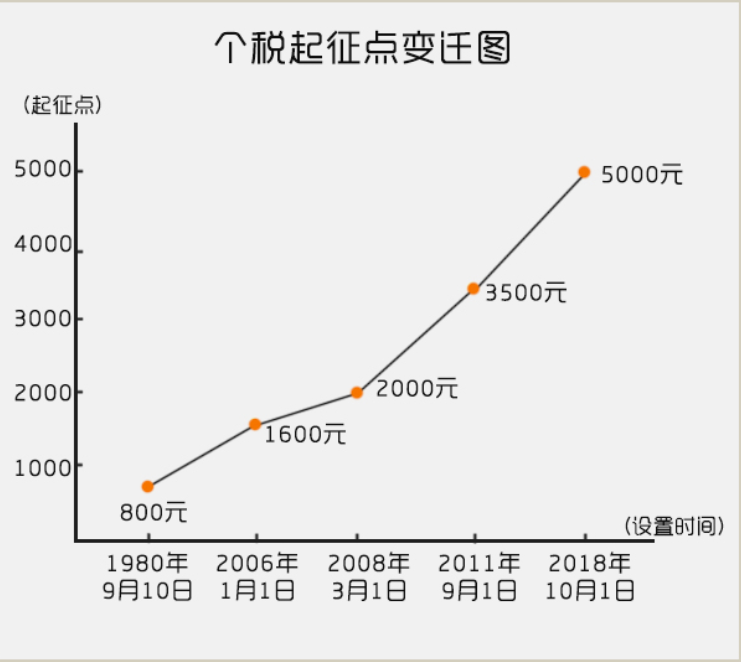 个税起征点变迁图
(起征点)
5000
5000元
4000
3500元
3000
2000
2000元
1600元
1000
800元
(设置时间)
1980年 2006年 2008年 2011年 2018年
9月10日 1月1日 3月1日 9月1日 10月1日